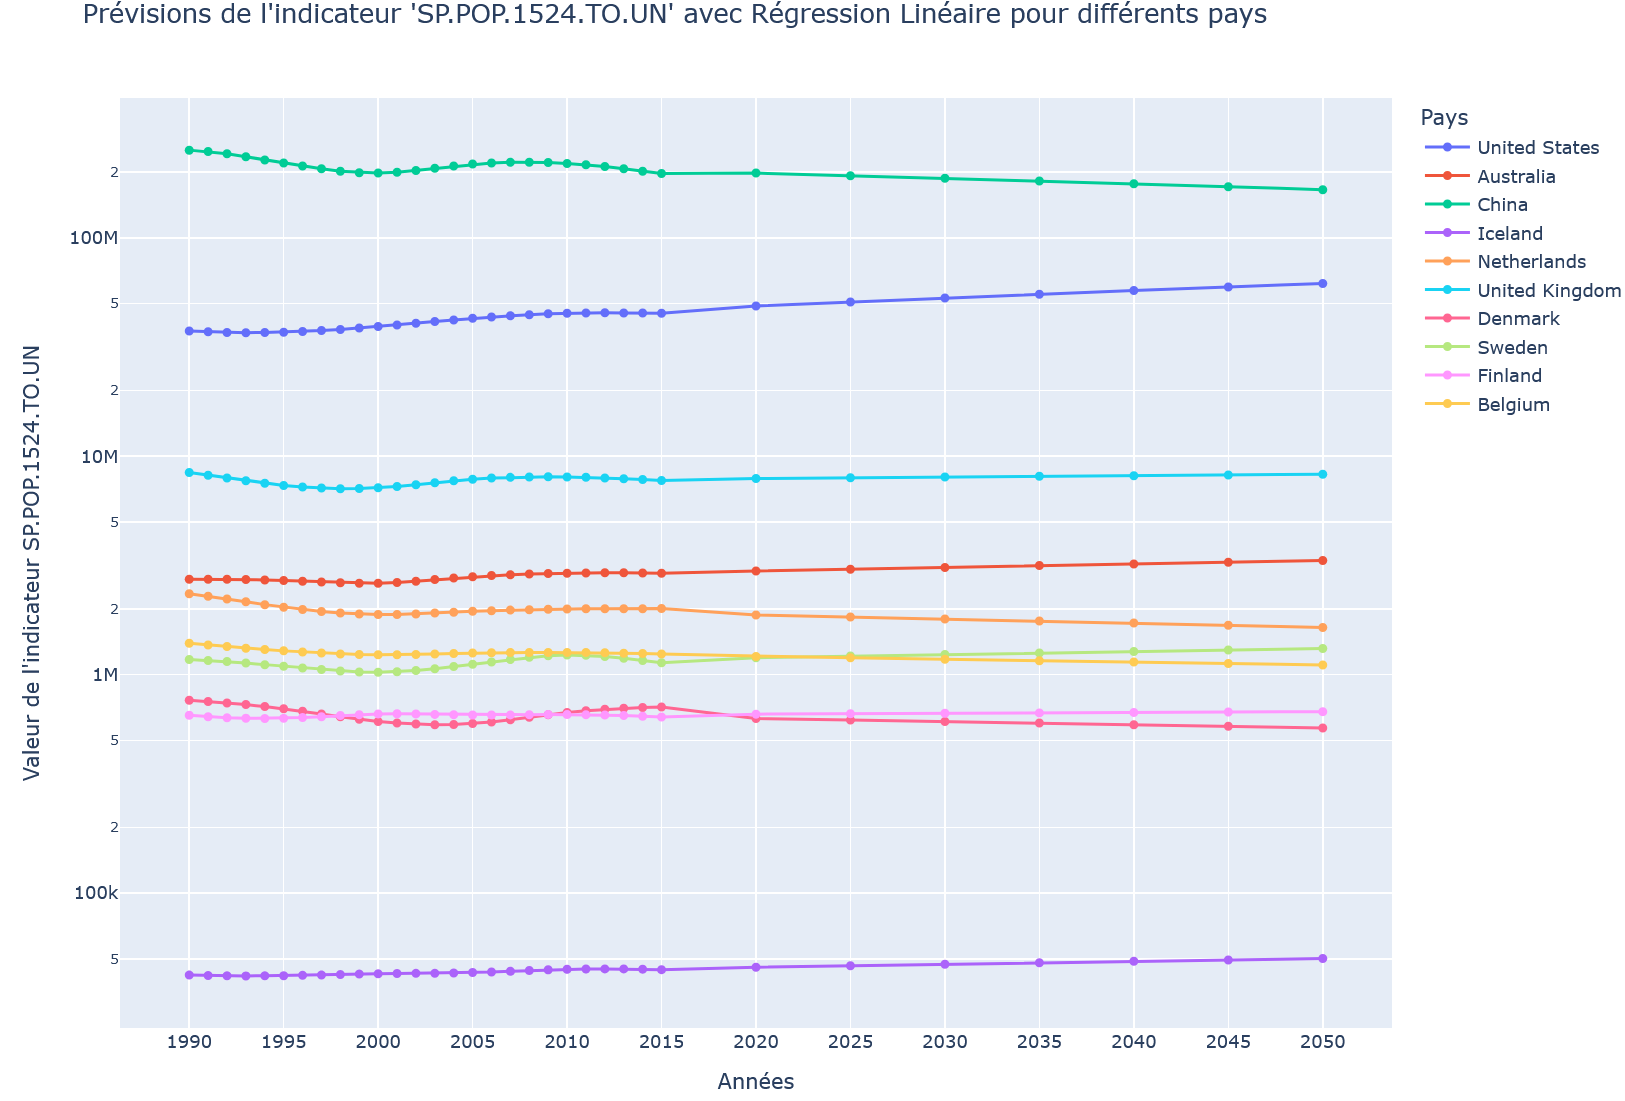 Prévisions de l'indicateur 'SP.POP.1524.TO.UN' avec Régression Linéaire pour différents pays
Pays
United States
Australia
China
Iceland
Netherlands
United Kingdom
Denmark
Sweden
Finland
Belgium
Valeur de l'indicateur SP.POP.1524.TO.UN
2
100M
5
2
10M
5
2
1M
5
2
100k
5
1990 1995 2000 2005 2010 2015 2020 2025 2030 2035 2040 2045 2050
Années